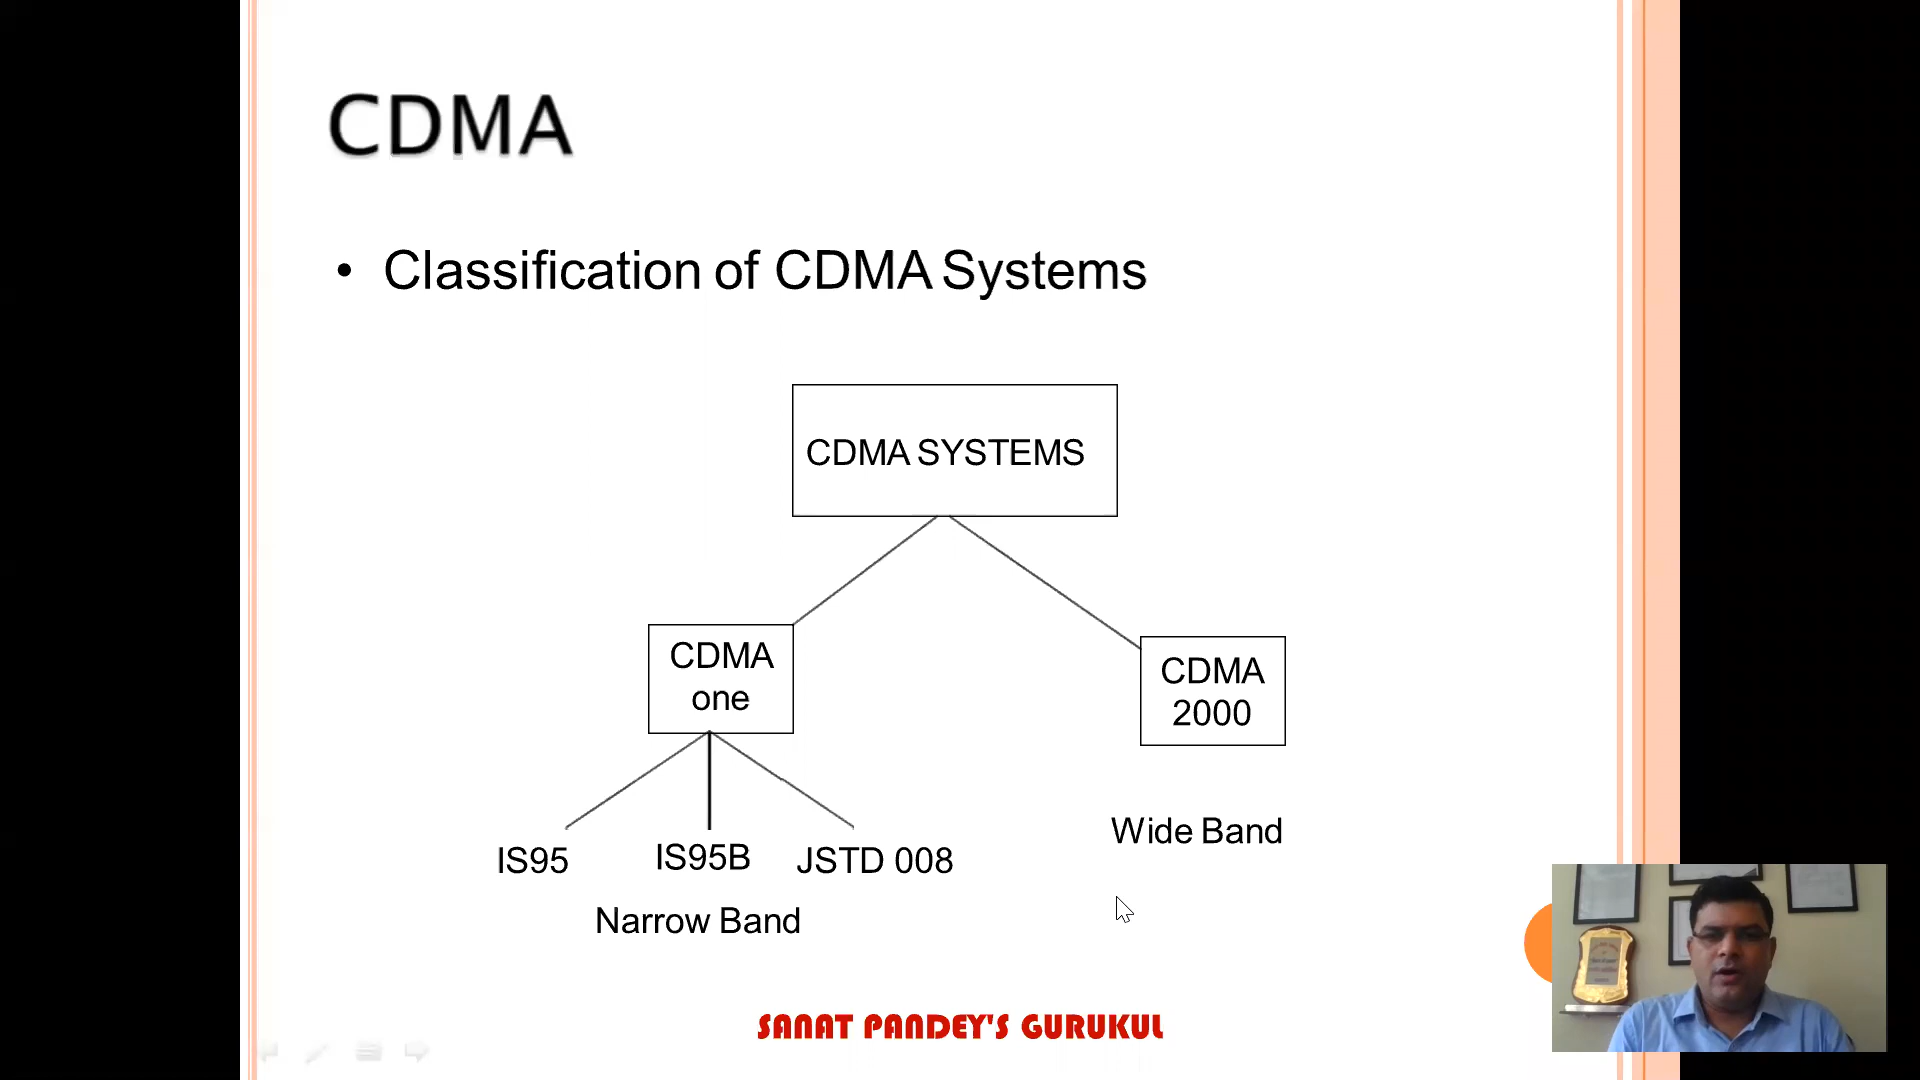 CDMA
• Classification of CDMA Systems
CDMA SYSTEMS
CDMA
one
CDMA
2000
IS95
IS95B
JSTD 008
Wide Band
Narrow Band
SANAT PANDEY'S GURUKUL